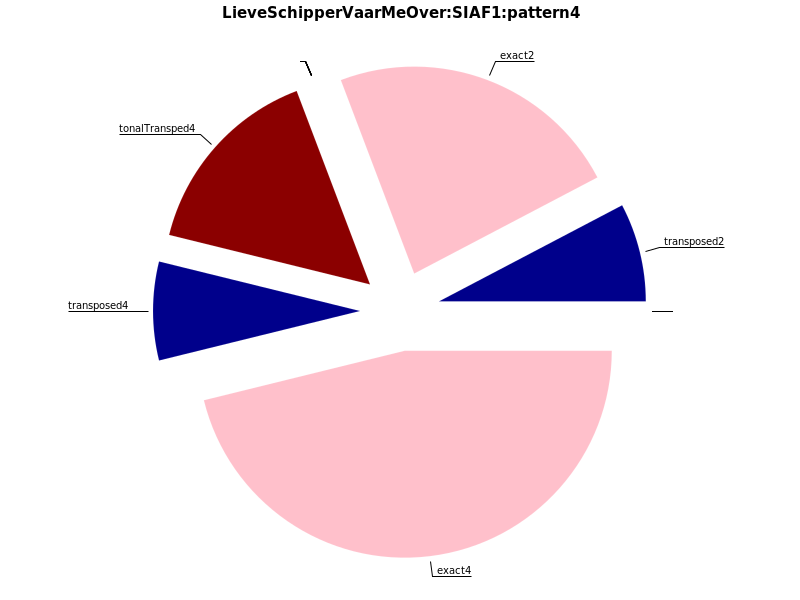 LieveSchipperVaarMeOver:SIAF1:pattern4
exact2
tonalTransped4
transposed2
transposed4
exact4